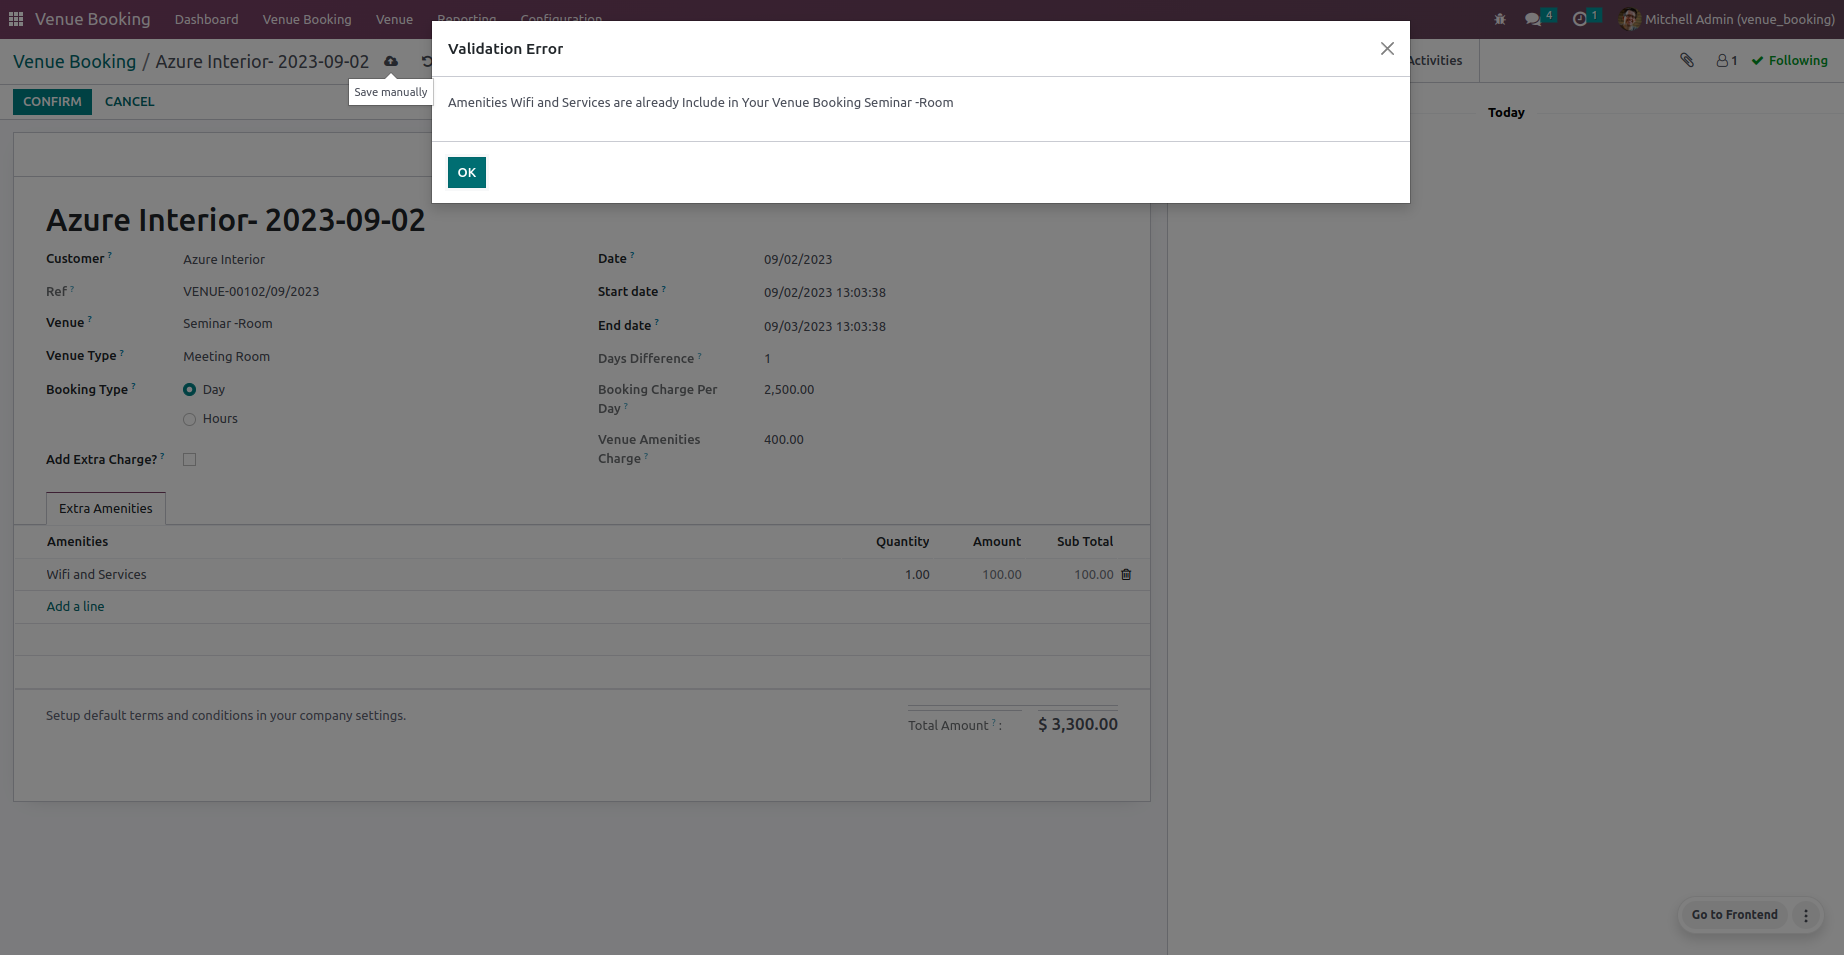 Venue Booking Dashboard Venue Booking Venue Reporting Configuration 4 1 Mitchell Admin (venue_booking)
Venue Booking / Azure Interior- 2023-09-02
Activities 1 Following
Save manually
CONFIRM CANCEL
Validation Error
Amenities Wifi and Services are already Include in Your Venue Booking Seminar -Room
OK
Today
Azure Interior- 2023-09-02
Customer ? Azure Interior
Ref ? VENUE-00102/09/2023
Venue ? Seminar -Room
Venue Type ? Meeting Room
Booking Type ? Day
Hours
Add Extra Charge? ?
Date ? 09/02/2023
Start date ? 09/02/2023 13:03:38
End date ? 09/03/2023 13:03:38
Days Difference ? 1
Booking Charge Per 2,500.00
Day ?
Venue Amenities 400.00
Charge ?
Extra Amenities
Amenities Quantity Amount Sub Total
Wifi and Services 1.00 100.00 100.00
Add a line
Setup default terms and conditions in your company settings.
Total Amount ? : $ 3,300.00
Go to Frontend